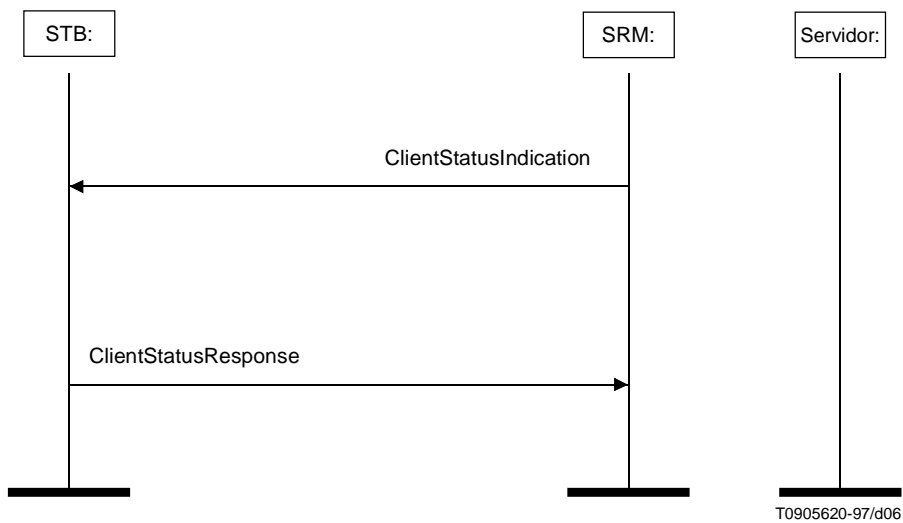 STB:
SRM:
Servidor:
ClientStatusIndication
ClientStatusResponse
T0905620-97/d06